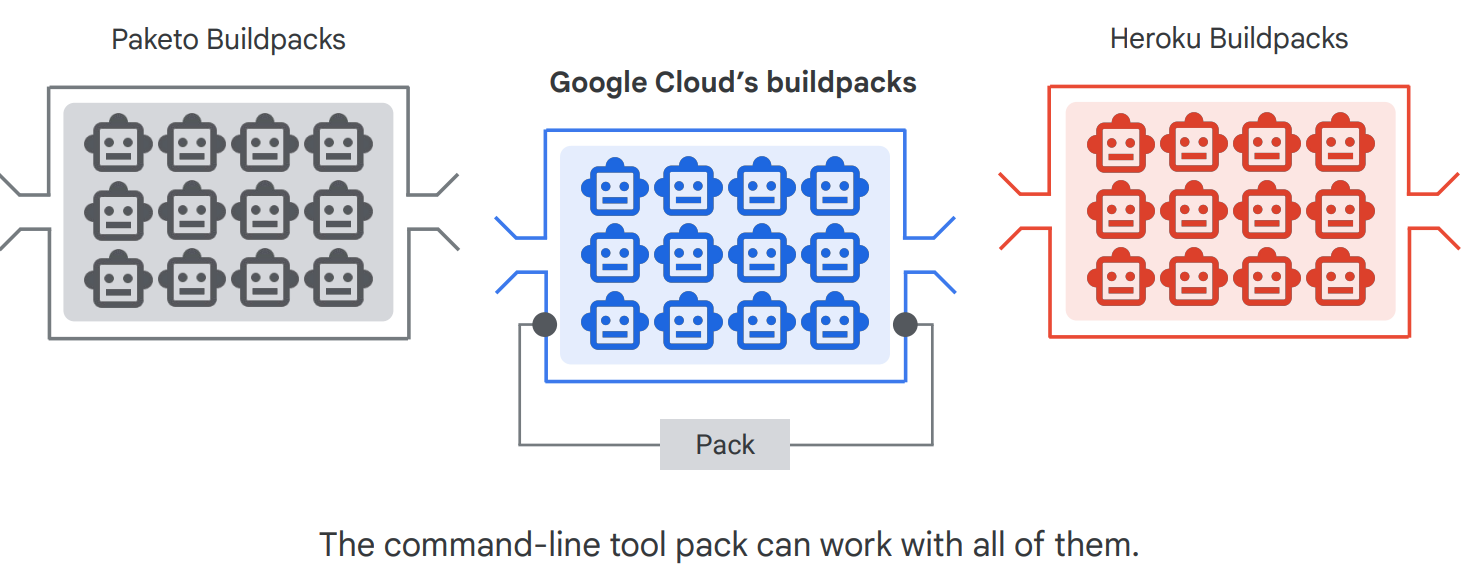 Paketo Buildpacks
Google Cloud’s buildpacks
Heroku Buildpacks
Pack
The command-line tool pack can work with all of them.